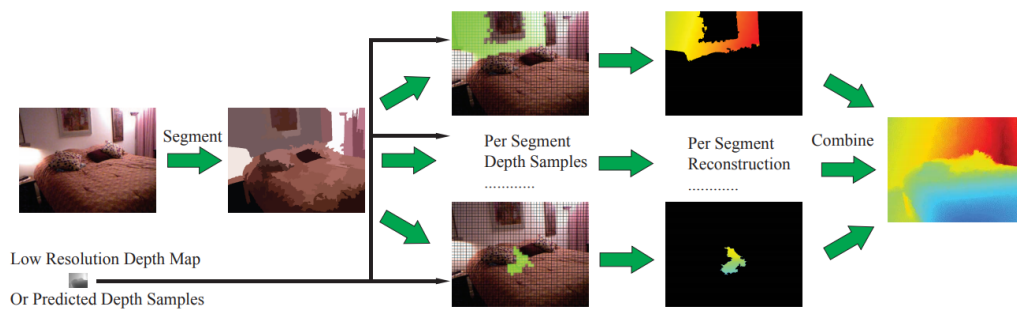 Segment
Low Resolution Depth Map
Or Predicted Depth Samples
Per Segment
Depth Samples
............
Per Segment
Reconstruction
............
Combine